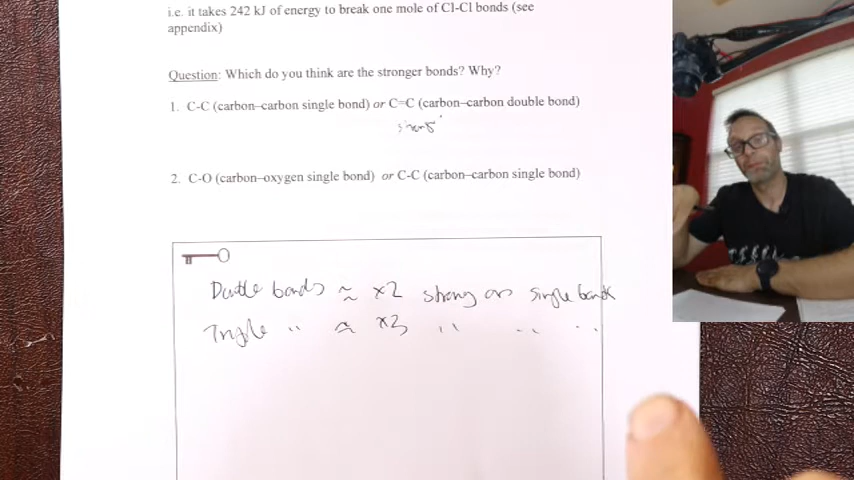 i.e. it takes 242 kJ of energy to break one mole of Cl-Cl bonds (see
appendix)
Question: Which do you think are the stronger bonds? Why?
1. C-C (carbon–carbon single bond) or C=C (carbon–carbon double bond)
2. C-O (carbon–oxygen single bond) or C-C (carbon–carbon single bond)
Double bonds ≈ x2 strong as single bonds
Triple " ≈ x3 " " "